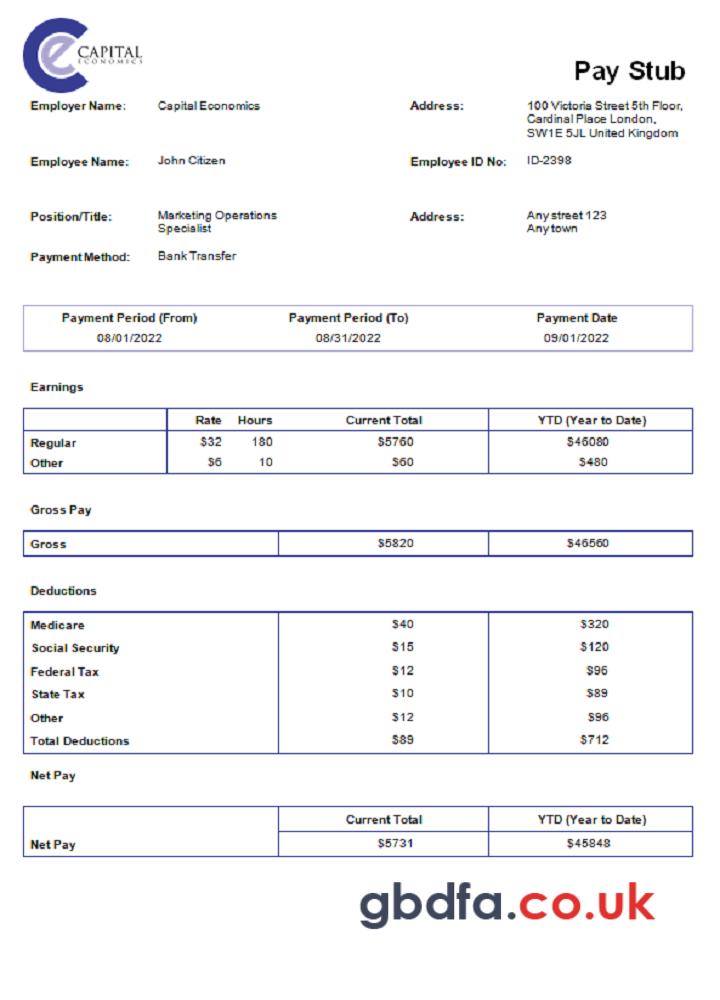 CAPITAL
ECONOMICS
Pay Stub
Employer Name: Capital Economics Address: 100 Victoria Street 5th Floor,
Cardinal Place London,
SW1E 5JL United Kingdom
Employee Name: John Citizen Employee ID No: ID-2398
Position/Title: Marketing Operations Address: Any street 123
Specialist Any town
Payment Method: Bank Transfer
Payment Period (From) Payment Period (To) Payment Date
08/01/2022 08/31/2022 09/01/2022
Earnings
Rate Hours Current Total YTD (Year to Date)
Regular $32 180 $5760 $46080
Other $6 10 $60 $480
Gross Pay
Gross $5820 $46560
Deductions
Medicare $40 $320
Social Security $15 $120
Federal Tax $12 $96
State Tax $10 $89
Other $12 $96
Total Deductions $89 $712
Net Pay
Current Total YTD (Year to Date)
Net Pay $5731 $45848
gbdfa.co.uk